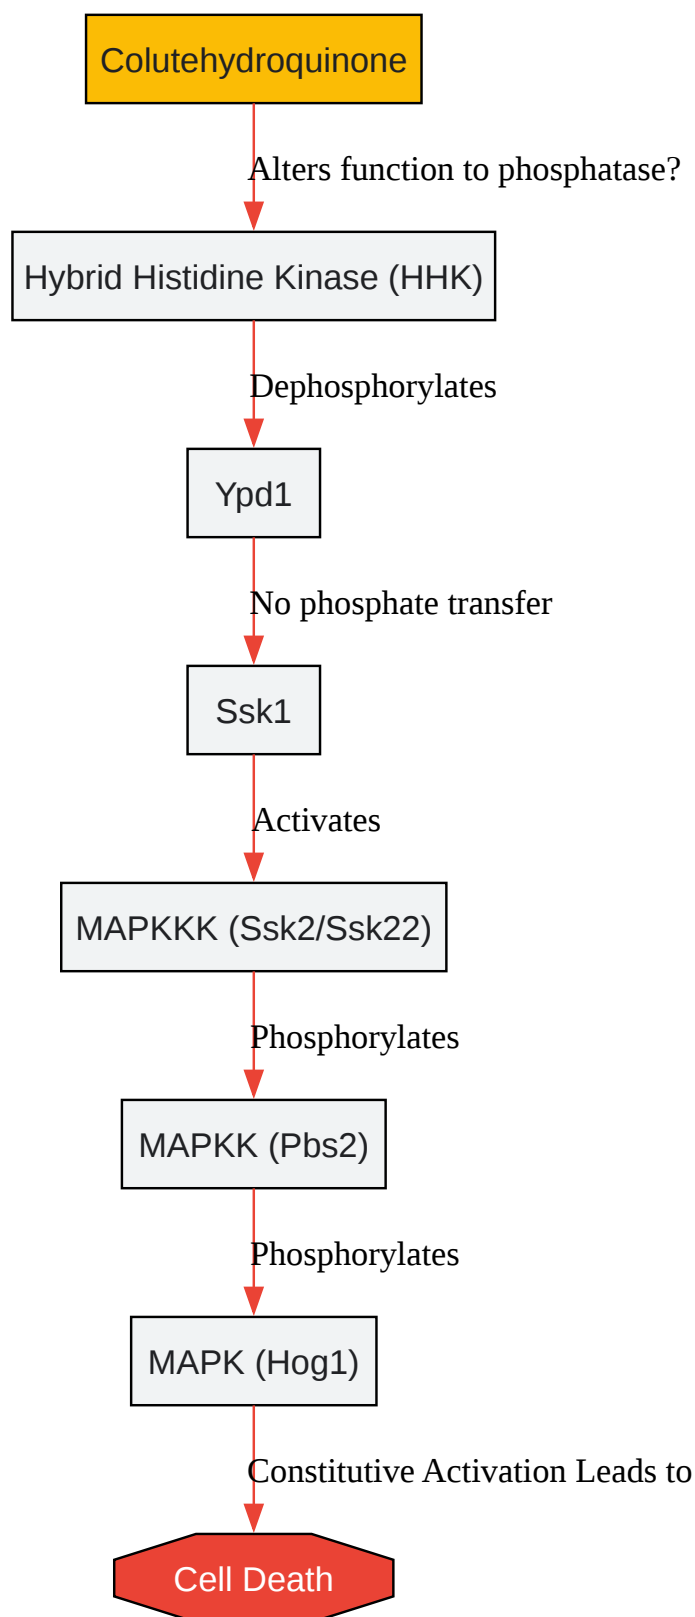 Colutehydroquinone
Alters function to phosphatase?
Hybrid Histidine Kinase (HHK)
Dephosphorylates
Ypd1
No phosphate transfer
Ssk1
Activates
MAPKKK (Ssk2/Ssk22)
Phosphorylates
MAPKK (Pbs2)
Phosphorylates
MAPK (Hog1)
Constitutive Activation Leads to
Cell Death